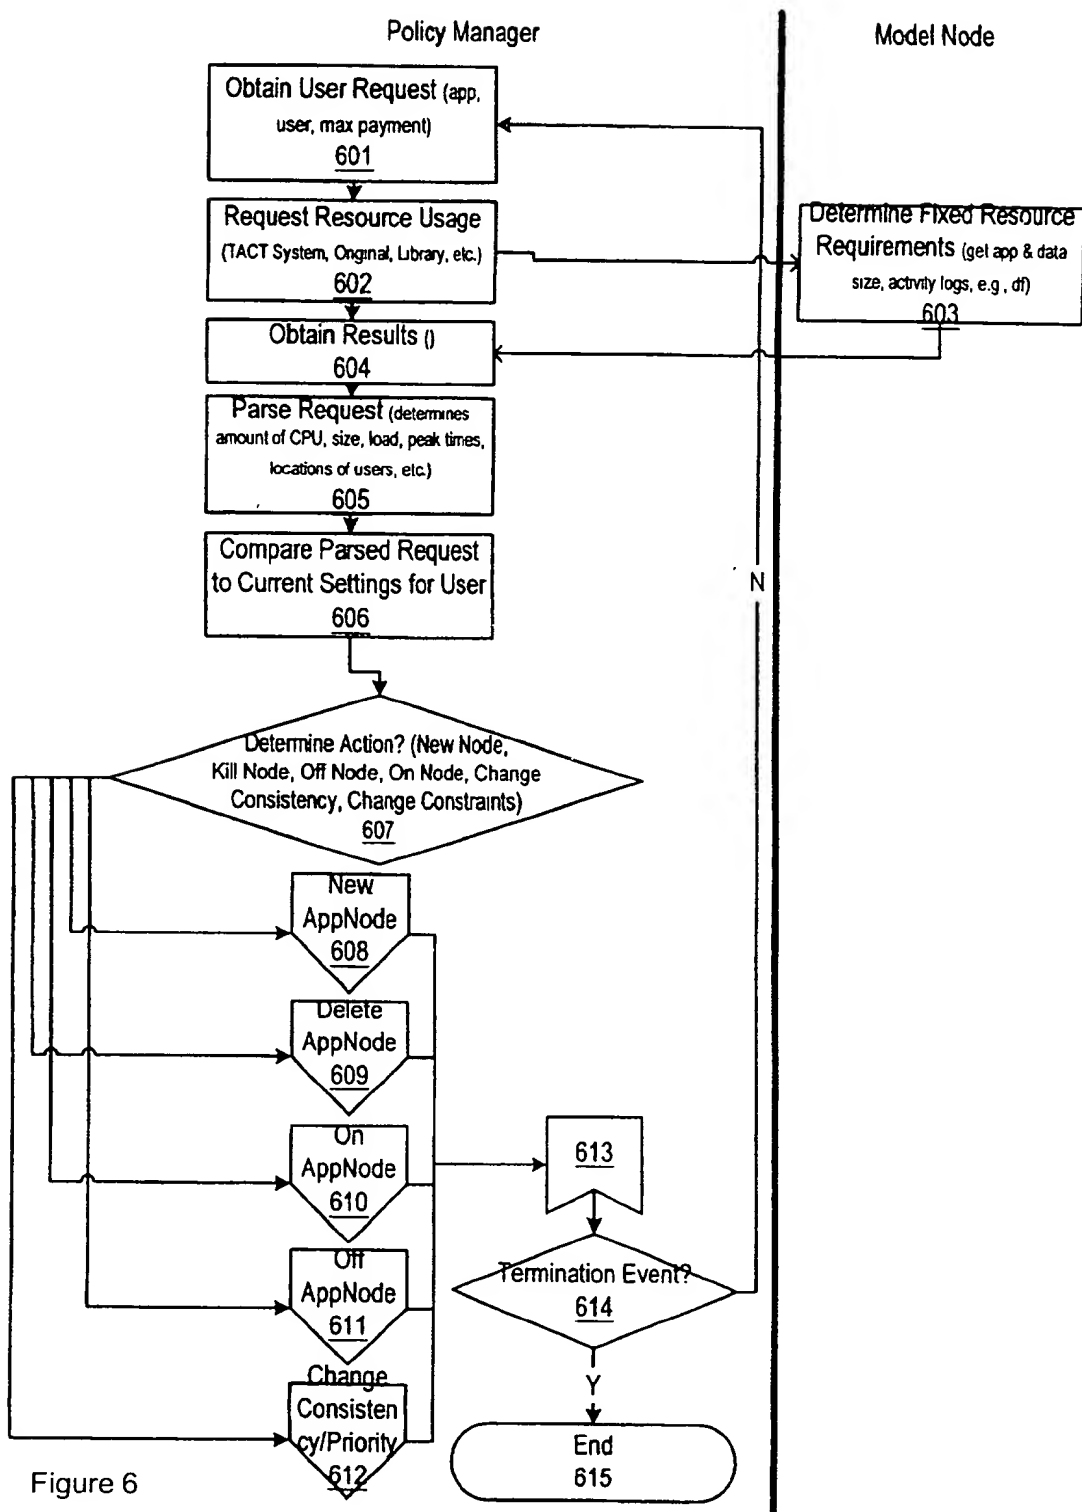 Policy Manager
Model Node
Obtain User Request (app,
user, max payment)
601
Request Resource Usage
(TACT System, Original, Library, etc.)
602
Determine Fixed Resource
Requirements (get app & data
size, activity logs, e.g., df)
603
Obtain Results ()
604
Parse Request (determines
amount of CPU, size, load, peak times,
locations of users, etc.)
605
Compare Parsed Request
to Current Settings for User
606
N
Determine Action? (New Node,
Kill Node, Off Node, On Node, Change
Consistency, Change Constraints)
607
New
AppNode
608
Delete
AppNode
609
On
AppNode
610
613
Off
AppNode
611
Termination Event?
614
Y
Change
Consisten
cy/Priority
612
End
615
Figure 6